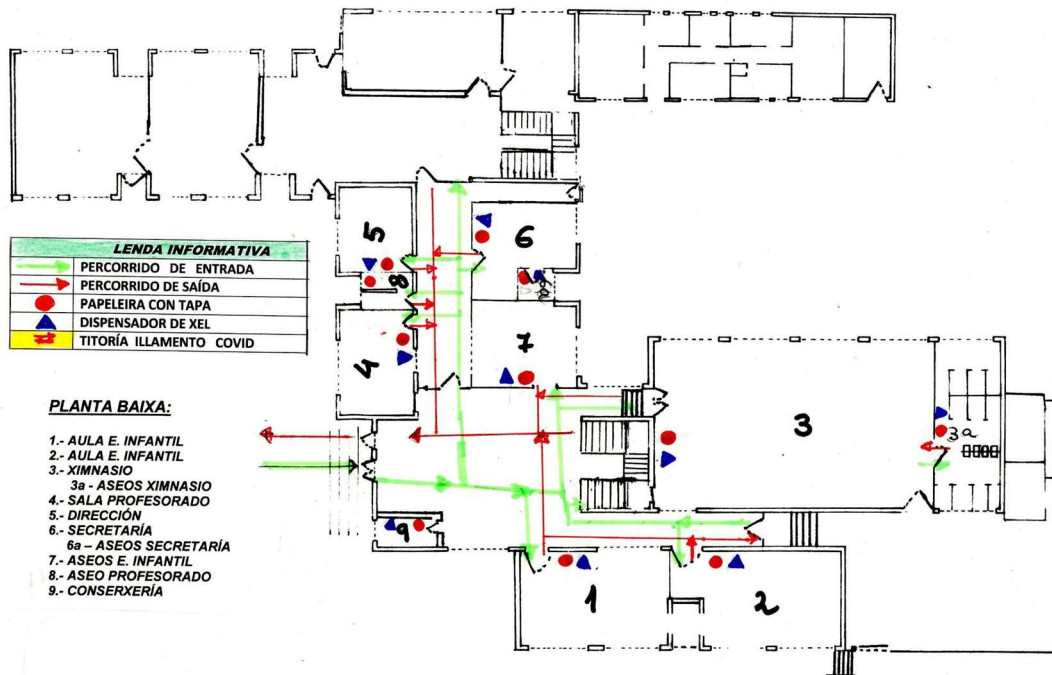 5
6
8
7
4
3
3a
9
1
2
LENDA INFORMATIVA
PERCORRIDO DE ENTRADA
PERCORRIDO DE SAÍDA
PAPELEIRA CON TAPA
DISPENSADOR DE XEL
TITORÍA ILLAMENTO COVID
PLANTA BAIXA:
1.- AULA E. INFANTIL
2.- AULA E. INFANTIL
3.- XIMNASIO
3a - ASEOS XIMNASIO
4.- SALA PROFESORADO
5.- DIRECCIÓN
6.- SECRETARÍA
6a – ASEOS SECRETARÍA
7.- ASEOS E. INFANTIL
8.- ASEO PROFESORADO
9.- CONSERXERÍA